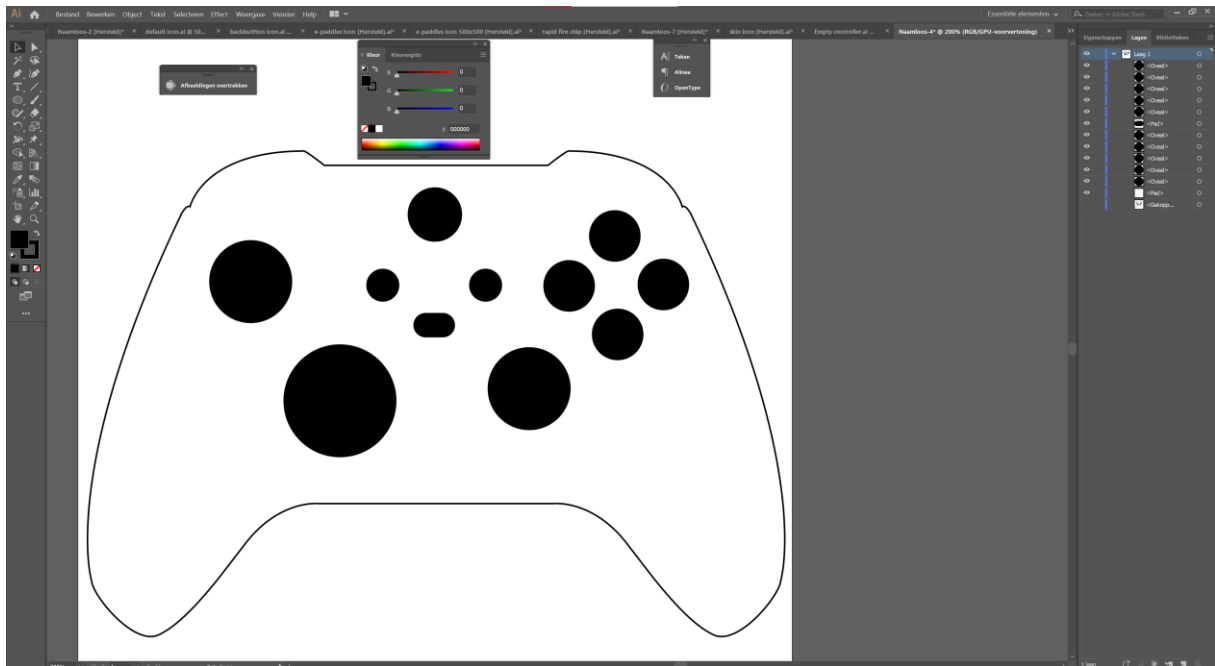 Ai Bestand Bewerken Object Tekst Selecteren Effect Weergave Venster Help
Essentiële elementen
Zoeken in Adobe Stock
Naamloos-2 [Hersteld]* × default icon.ai @ 50... × backbuttton icon.ai ... × e-paddles icon [Hersteld].ai* × e-paddles icon 500x500 [Hersteld].ai* × rapid fire chip [Hersteld].ai* × Naamloos-7 [Hersteld]* × skin icon [Hersteld].ai* × Empty controller.ai ... × Naamloos-4* @ 200% (RGB/GPU-voorvertoning) ×
Eigenschappen Lagen Bibliotheken
Afbeeldingen overtrekken
Kleur Kleurengids
R 0
G 0
B 0
# 000000
Teken
Alinea
OpenType
Laag 1
<Ovaal>
<Ovaal>
<Ovaal>
<Ovaal>
<Ovaal>
<Pad>
<Ovaal>
<Ovaal>
<Ovaal>
<Ovaal>
<Ovaal>
<Pad>
<Gekopp...
1 laag